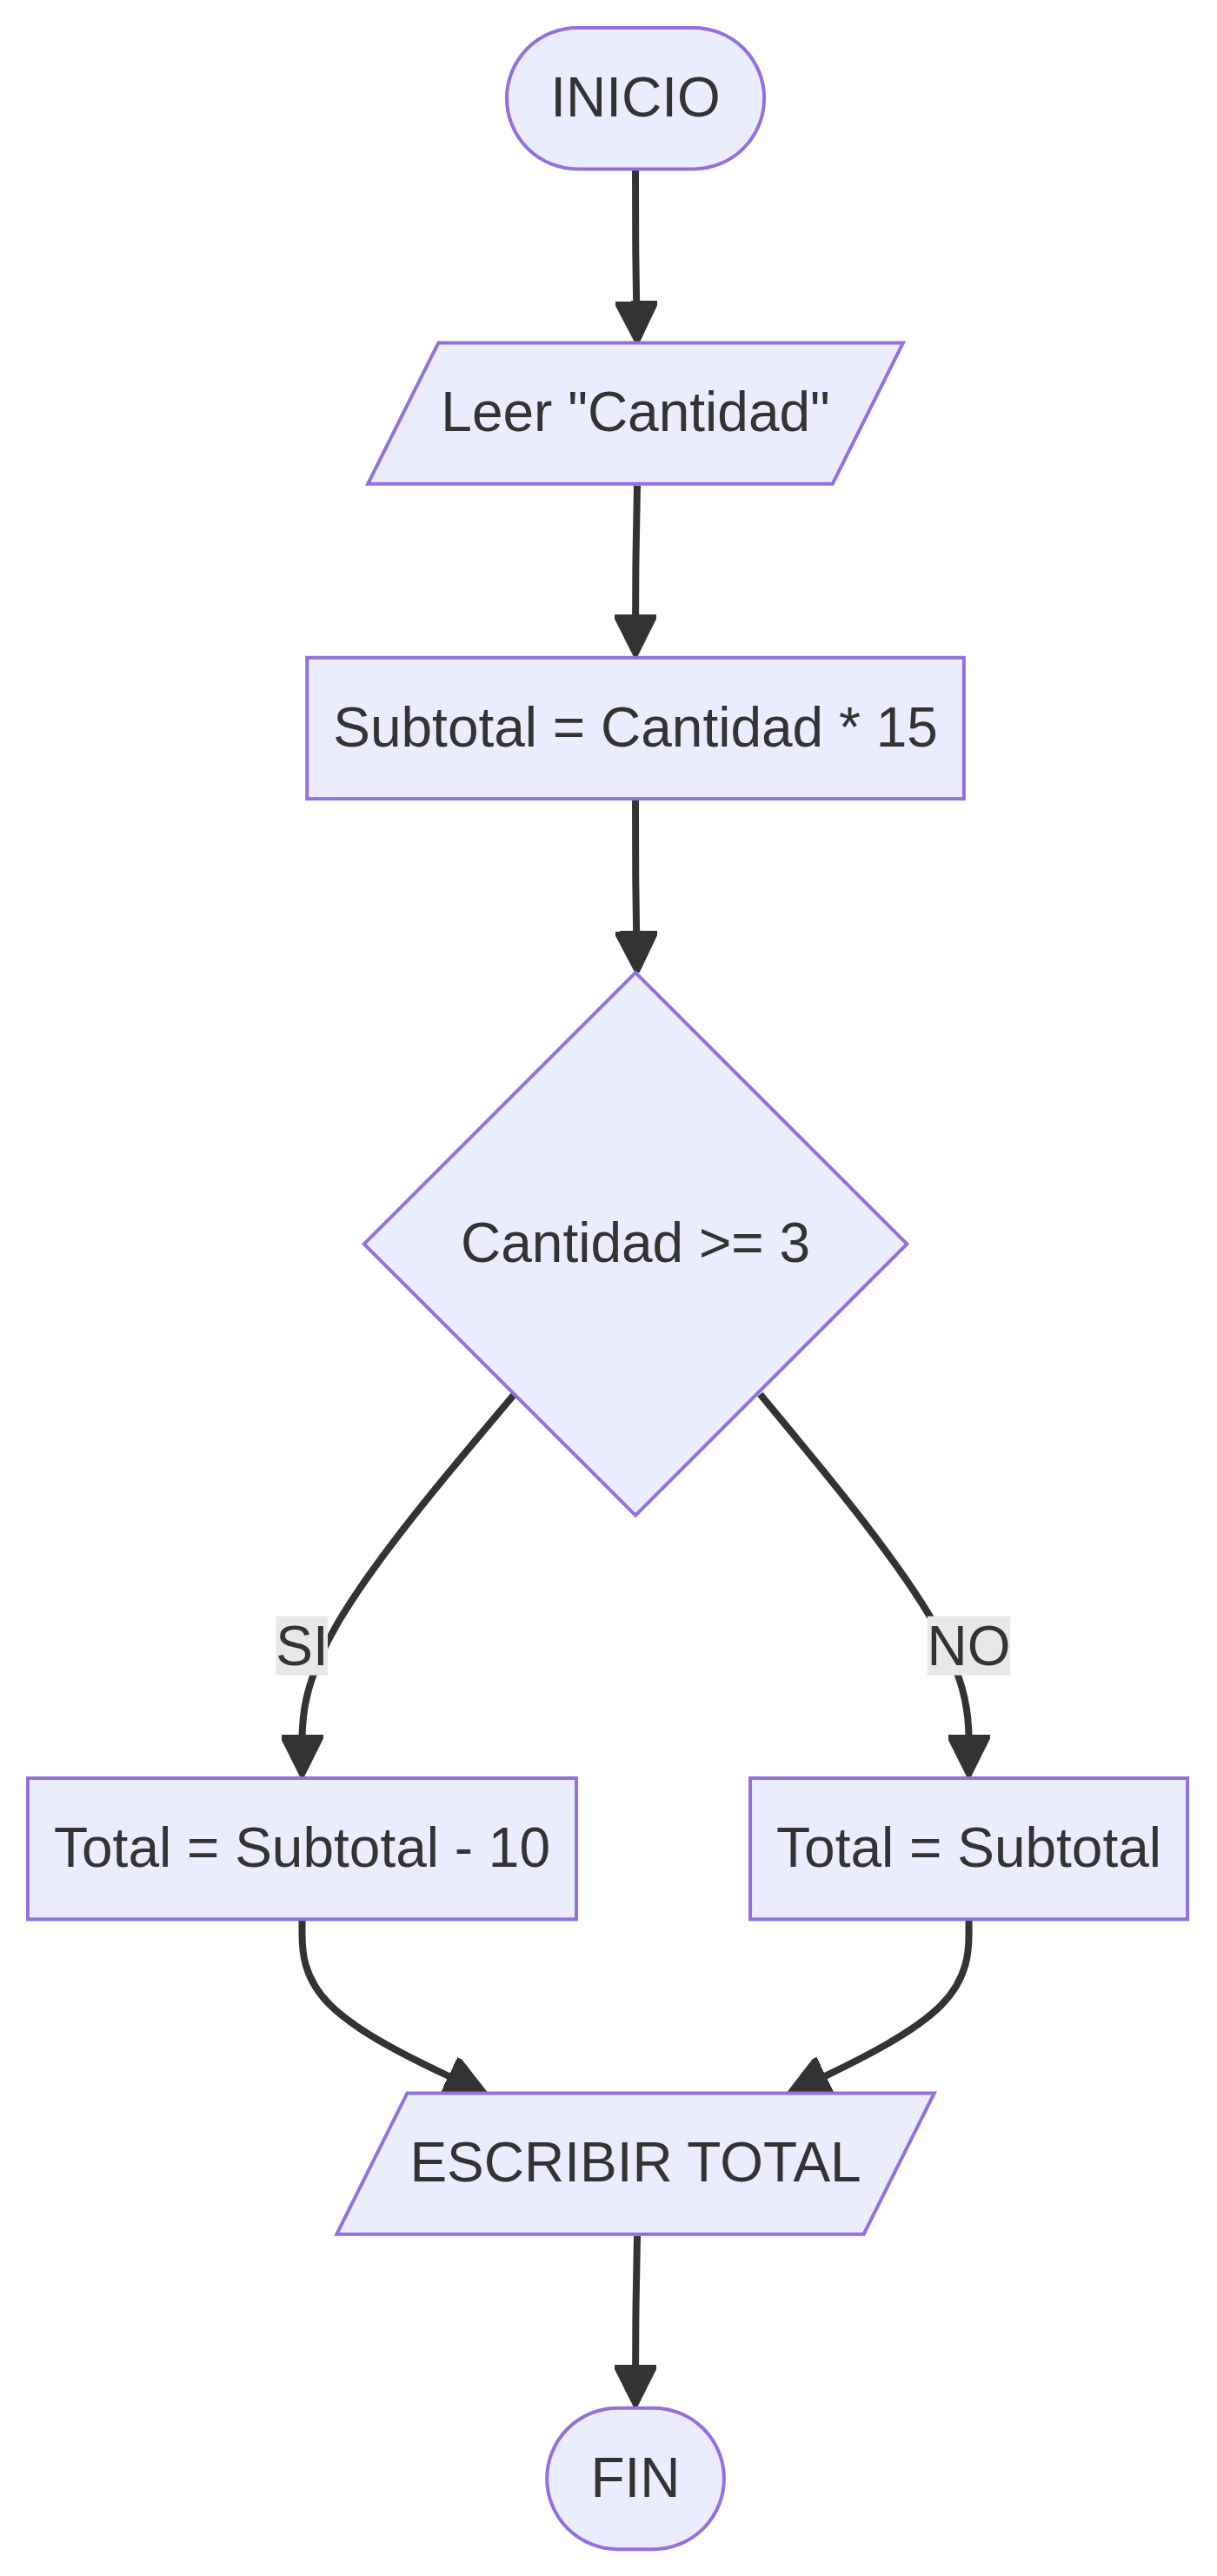 INICIO
Leer "Cantidad"
Subtotal = Cantidad * 15
Cantidad >= 3
SI
NO
Total = Subtotal - 10
Total = Subtotal
ESCRIBIR TOTAL
FIN